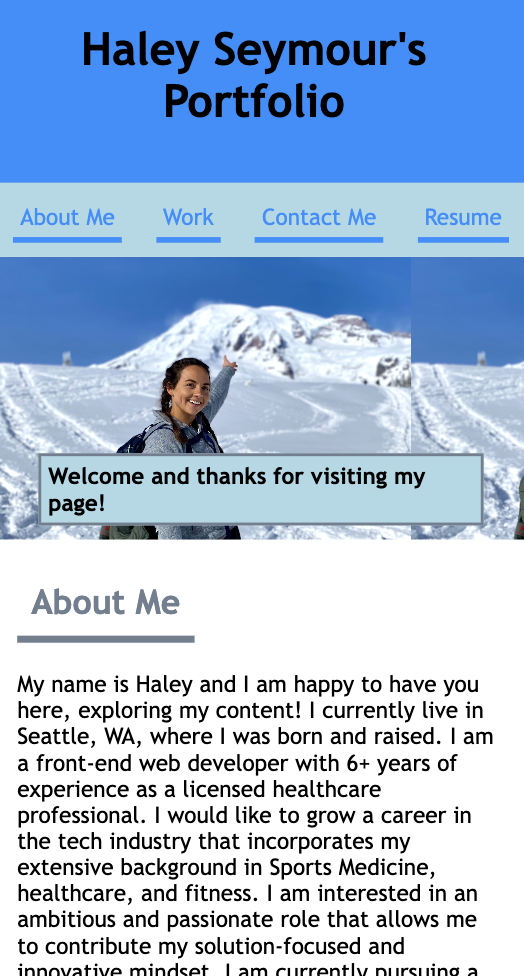 Haley Seymour's
Portfolio
About Me
Work
Contact Me
Resume
Welcome and thanks for visiting my
page!
About Me
My name is Haley and I am happy to have you
here, exploring my content! I currently live in
Seattle, WA, where I was born and raised. I am
a front-end web developer with 6+ years of
experience as a licensed healthcare
professional. I would like to grow a career in
the tech industry that incorporates my
extensive background in Sports Medicine,
healthcare, and fitness. I am interested in an
ambitious and passionate role that allows me
to contribute my solution-focused and
innovative mindset. I am currently pursuing a